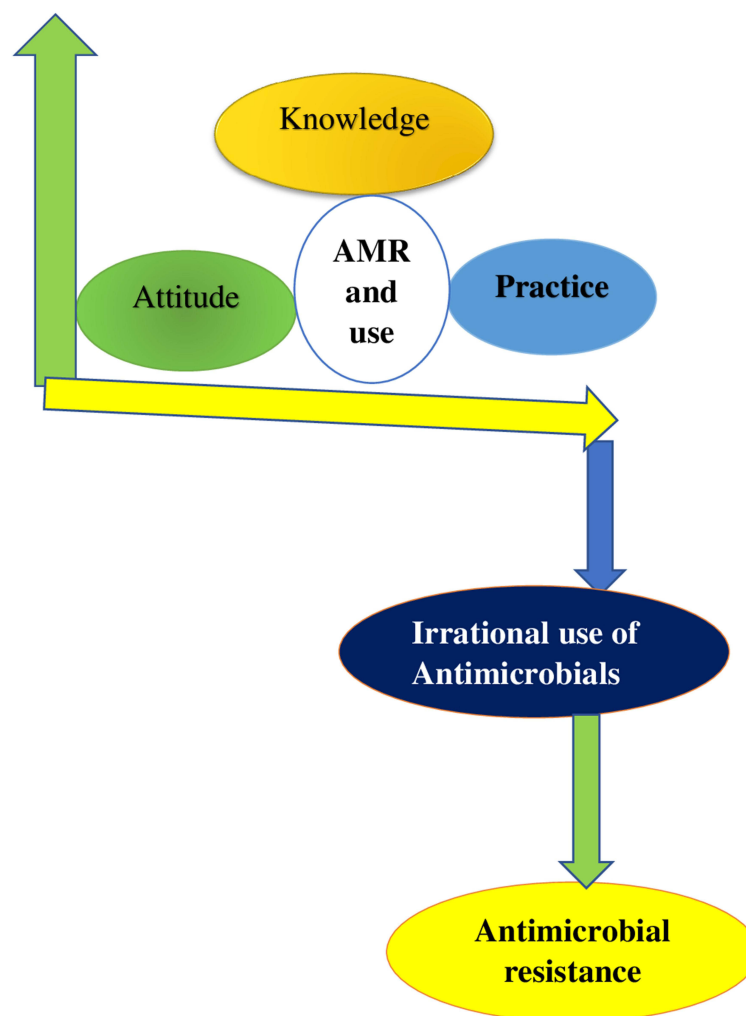 Knowledge
AMR
and
use
Attitude
Practice
Irrational use of
Antimicrobials
Antimicrobial
resistance